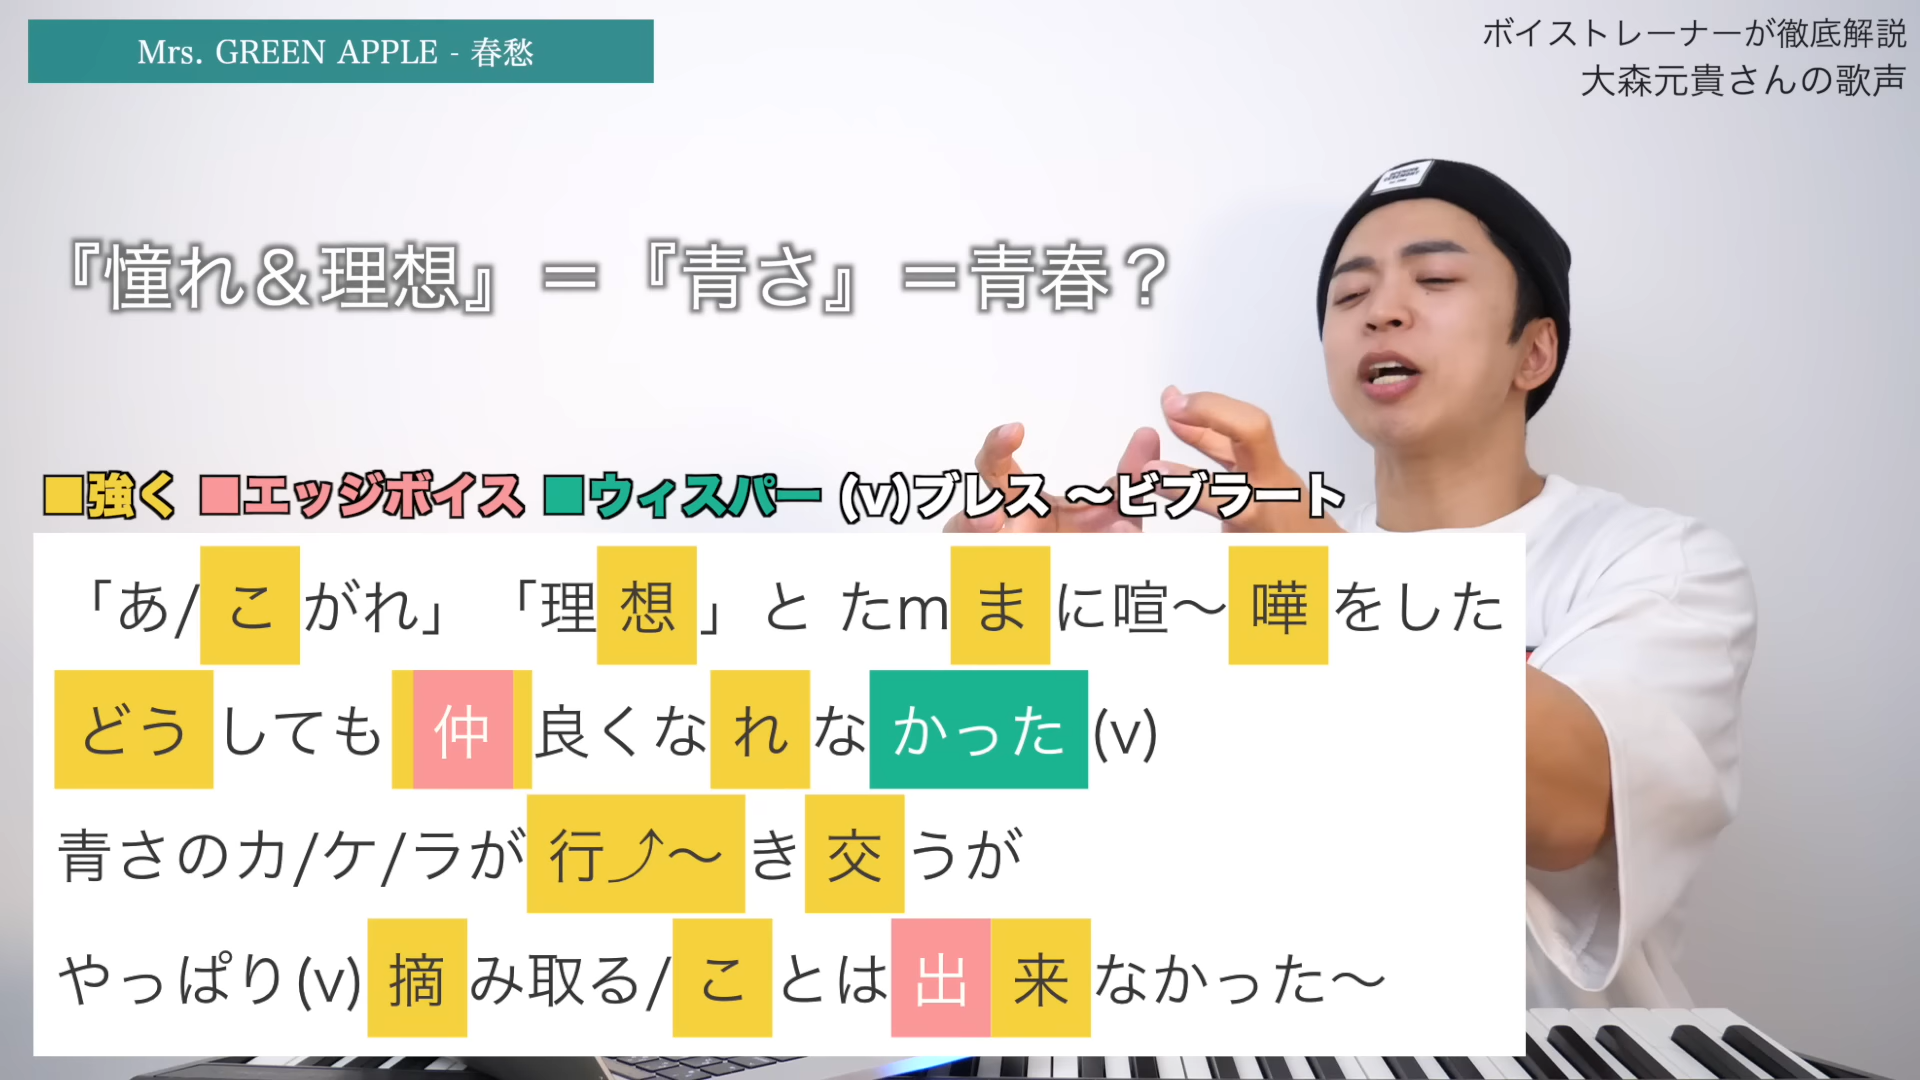 Mrs. GREEN APPLE - 春愁
ボイストレーナーが徹底解説
大森元貴さんの歌声
『憧れ&理想』=『青さ』=青春?
■強く ■エッジボイス ■ウィスパー (v)ブレス 〜ビブラート
「あ/こがれ」「理想」と たmまに喧〜嘩をした
どうしても仲良くなれなかった(v)
青さのカ/ケ/ラが行⤴〜き交うが
やっぱり(v)摘み取る/ことは出来なかった〜